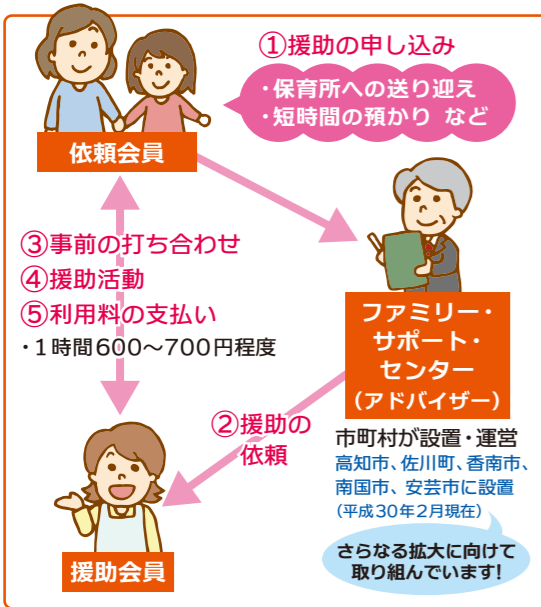 ①援助の申し込み
・保育所への送り迎え
・短時間の預かり など
依頼会員
③事前の打ち合わせ
④援助活動
⑤利用料の支払い
・1時間600～700円程度
ファミリー・
サポート・
センター
（アドバイザー）
②援助の
依頼
市町村が設置・運営
高知市、佐川町、香南市、
南国市、安芸市に設置
（平成30年2月現在）
さらなる拡大に向けて
取り組んでいます!
援助会員